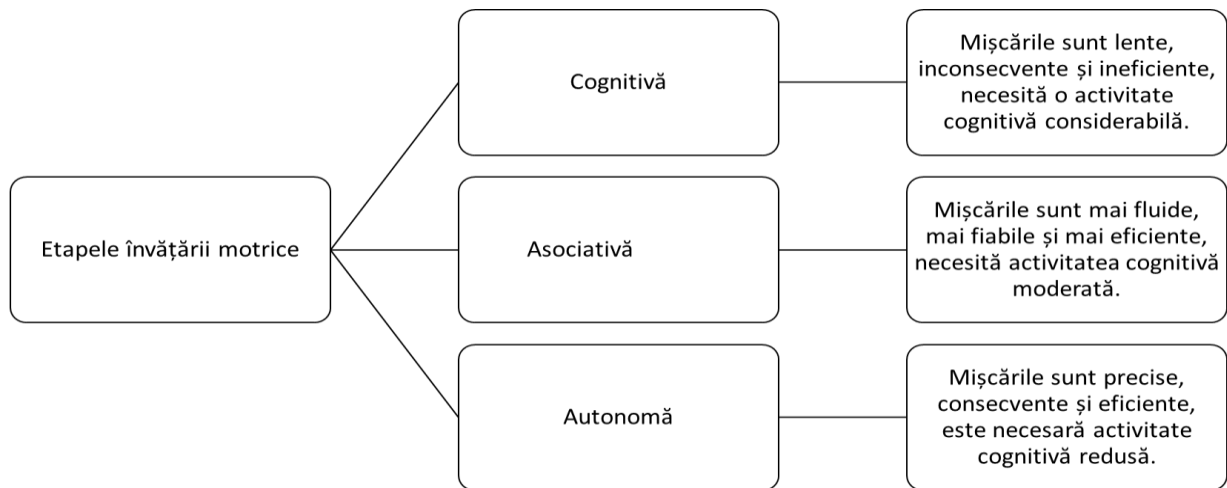 Etapele învățării motrice
Cognitivă
Mișcările sunt lente,
inconsecvente și ineficiente,
necesită o activitate
cognitivă considerabilă.
Asociativă
Mișcările sunt mai fluide,
mai fiabile și mai eficiente,
necesită activitatea cognitivă
moderată.
Autonomă
Mișcările sunt precise,
consecvente și eficiente,
este necesară activitate
cognitivă redusă.